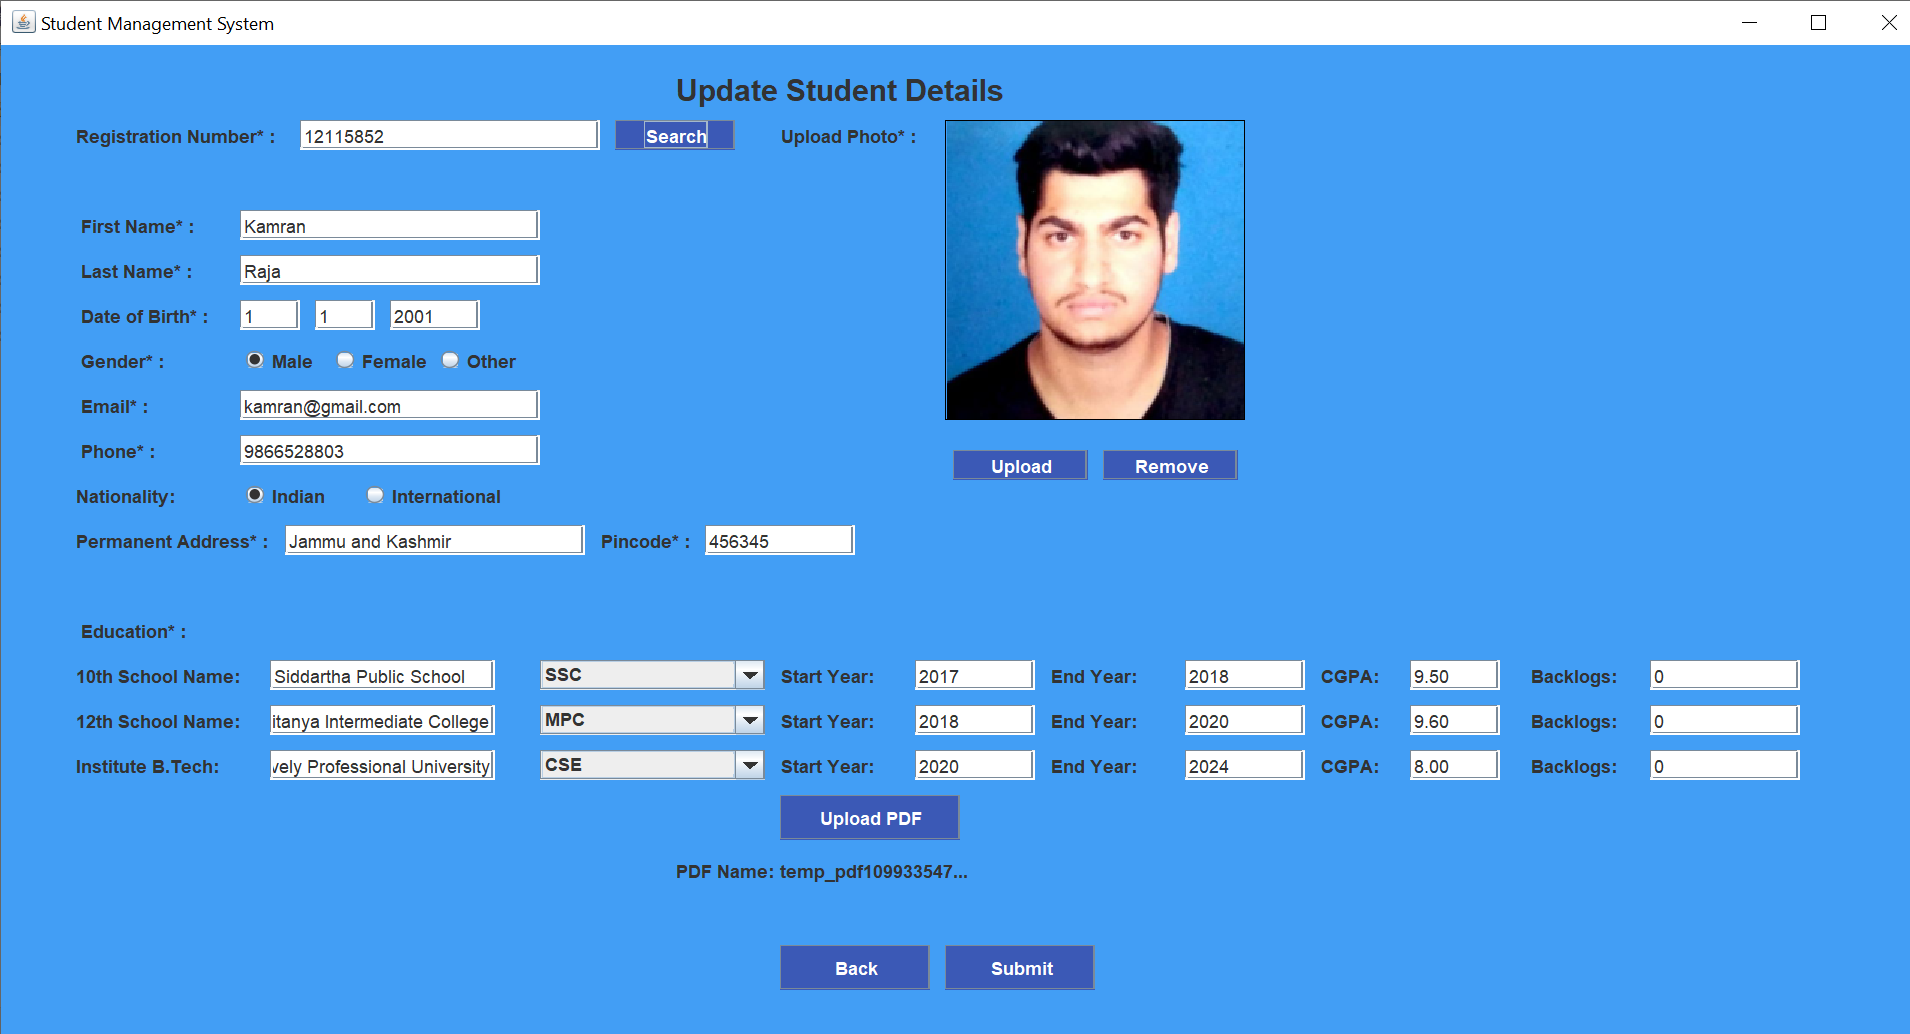 Student Management System
Update Student Details
Registration Number* : 12115852 Search Upload Photo* :
First Name* : Kamran
Last Name* : Raja
Date of Birth* : 1 1 2001
Gender* : Male Female Other
Email* : kamran@gmail.com
Phone* : 9866528803
Upload Remove
Nationality: Indian International
Permanent Address* : Jammu and Kashmir Pincode* : 456345
Education* :
10th School Name: Siddartha Public School SSC Start Year: 2017 End Year: 2018 CGPA: 9.50 Backlogs: 0
12th School Name: itanya Intermediate College MPC Start Year: 2018 End Year: 2020 CGPA: 9.60 Backlogs: 0
Institute B.Tech: vely Professional University CSE Start Year: 2020 End Year: 2024 CGPA: 8.00 Backlogs: 0
Upload PDF
PDF Name: temp_pdf109933547...
Back Submit